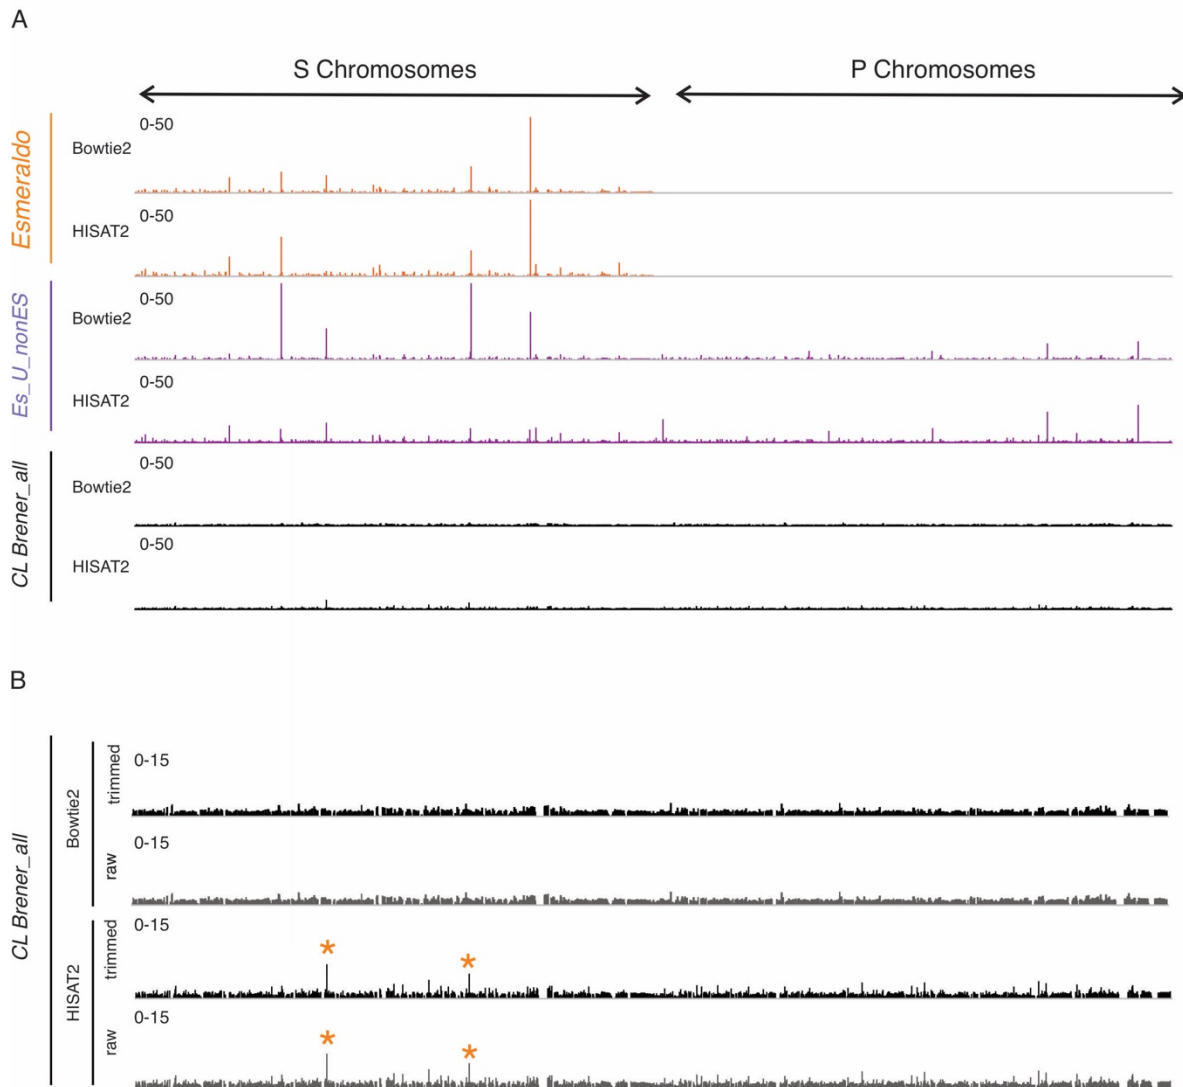 A
S Chromosomes
P Chromosomes
Esmeraldo
Bowtie2
0-50
HISAT2
0-50
Es_U_nonES
Bowtie2
0-50
HISAT2
0-50
CL Brener_all
Bowtie2
0-50
HISAT2
0-50
B
CL Brener_all
Bowtie2
trimmed
0-15
raw
0-15
HISAT2
trimmed
0-15
* *
raw
0-15
* *